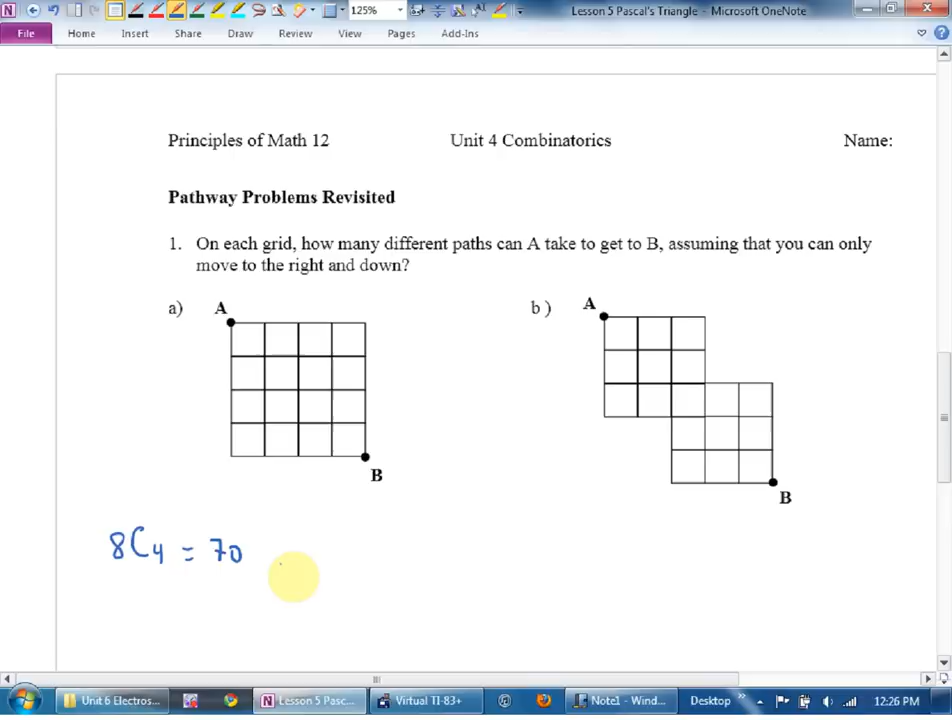 125%
Lesson 5 Pascal's Triangle - Microsoft OneNote
File Home Insert Share Draw Review View Pages Add-Ins
Principles of Math 12 Unit 4 Combinatorics Name:
Pathway Problems Revisited
1. On each grid, how many different paths can A take to get to B, assuming that you can only
move to the right and down?
a) A b ) A
B B
8C4 = 70
Unit 6 Electros... Lesson 5 Pasc... Virtual TI-83+ Note1 - Wind... Desktop 12:26 PM